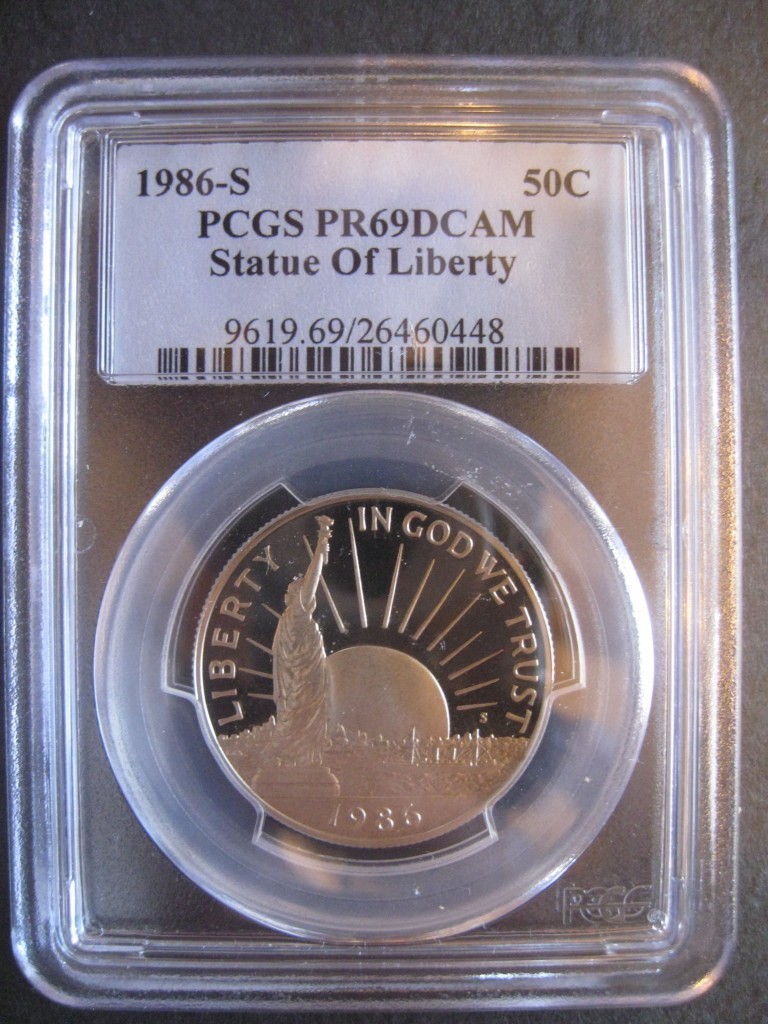 1986-S 50C
PCGS PR69DCAM
Statue Of Liberty
9619.69/26460448
LIBERTY
IN GOD WE TRUST
S
1986
PCGS